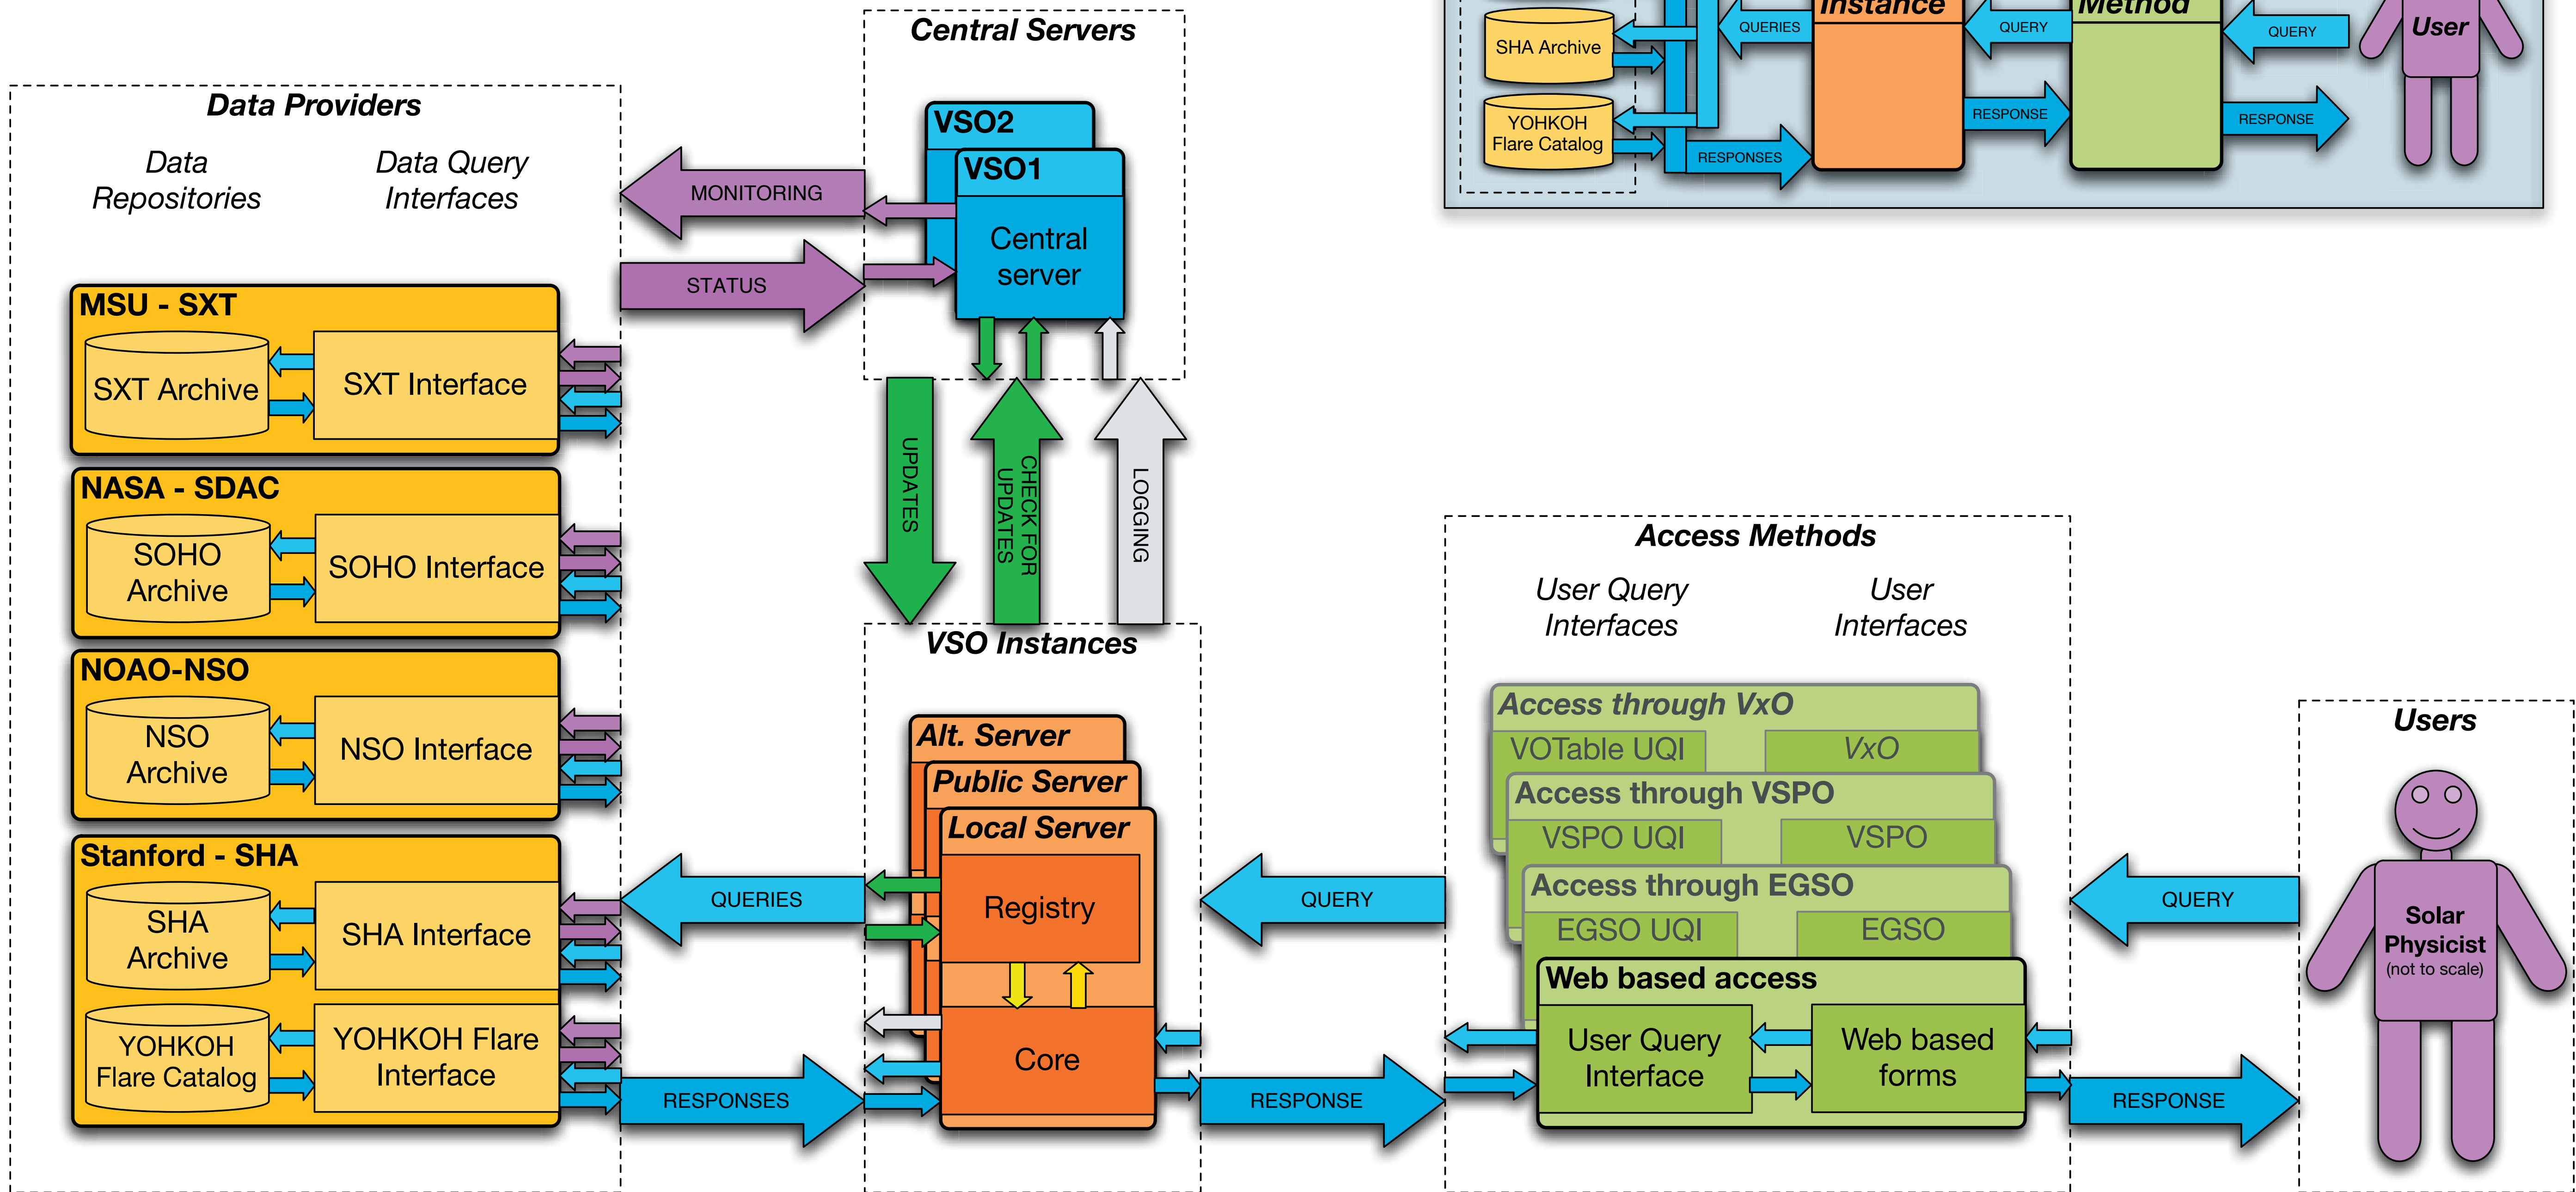 Central Servers
VSO2
VSO1
Central
server
Data Providers
Data
Repositories
Data Query
Interfaces
MONITORING
STATUS
MSU - SXT
SXT Archive
SXT Interface
NASA - SDAC
SOHO
Archive
SOHO Interface
NOAO-NSO
NSO
Archive
NSO Interface
Stanford - SHA
SHA
Archive
SHA Interface
YOHKOH
Flare Catalog
YOHKOH Flare
Interface
UPDATES
CHECK FOR
UPDATES
LOGGING
VSO Instances
Alt. Server
Public Server
Local Server
Registry
Core
QUERIES
RESPONSES
QUERY
RESPONSE
Access Methods
User Query
Interfaces
User
Interfaces
Access through VxO
VOTable UQI
VxO
Access through VSPO
VSPO UQI
VSPO
Access through EGSO
EGSO UQI
EGSO
Web based access
User Query
Interface
Web based
forms
QUERY
RESPONSE
Users
Solar
Physicist
(not to scale)
SHA Archive
YOHKOH
Flare Catalog
QUERIES
RESPONSES
Instance
QUERY
RESPONSE
Method
QUERY
RESPONSE
User